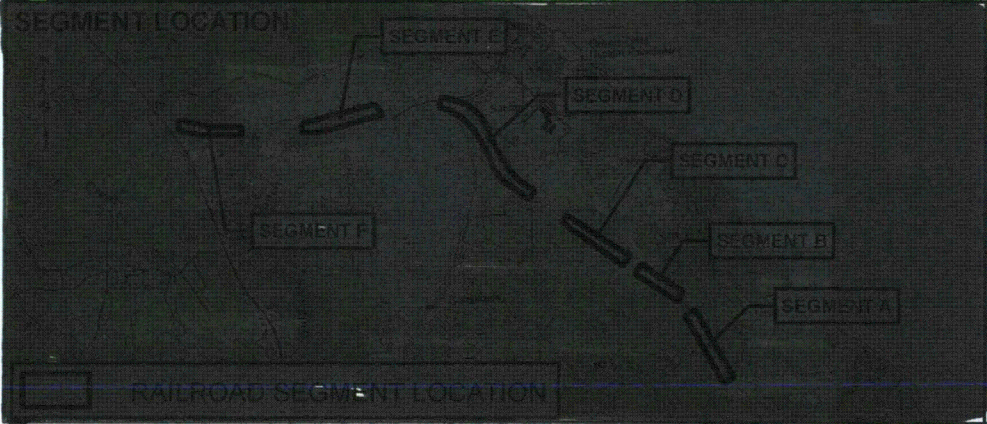 SEGMENT LOCATION
SEGMENT E
SEGMENT D
SEGMENT C
SEGMENT F
SEGMENT B
SEGMENT A
RAILROAD SEGMENT LOCATION